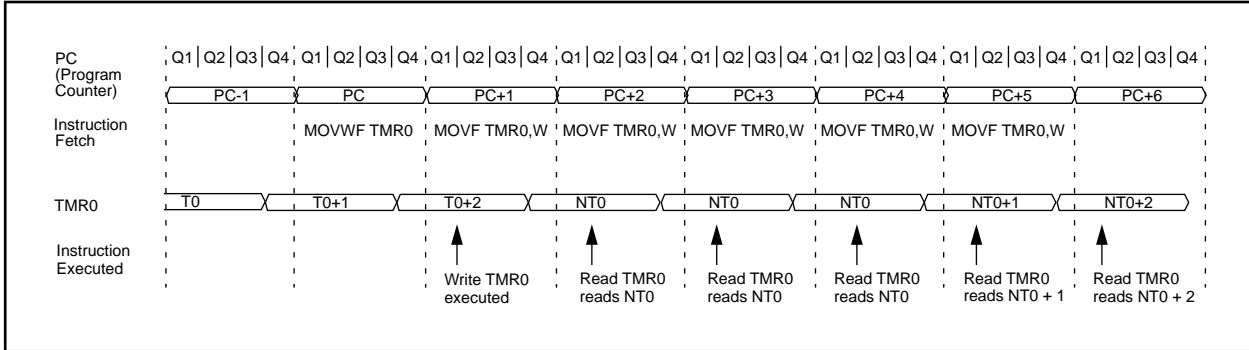 PC
(Program
Counter)
Q1 Q2 Q3 Q4 Q1 Q2 Q3 Q4 Q1 Q2 Q3 Q4 Q1 Q2 Q3 Q4 Q1 Q2 Q3 Q4 Q1 Q2 Q3 Q4 Q1 Q2 Q3 Q4 Q1 Q2 Q3 Q4
PC-1 PC PC+1 PC+2 PC+3 PC+4 PC+5 PC+6
Instruction
Fetch
MOVWF TMR0 MOVF TMR0,W MOVF TMR0,W MOVF TMR0,W MOVF TMR0,W MOVF TMR0,W
TMR0
T0 T0+1 T0+2 NT0 NT0 NT0 NT0+1 NT0+2
Instruction
Executed
Write TMR0
executed
Read TMR0
reads NT0
Read TMR0
reads NT0
Read TMR0
reads NT0
Read TMR0
reads NT0 + 1
Read TMR0
reads NT0 + 2